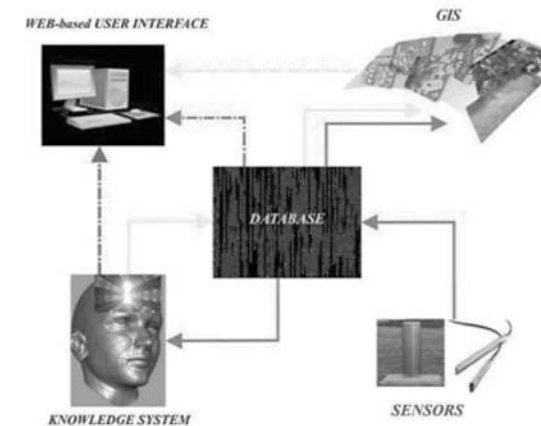 WEB-based USER INTERFACE
GIS
DATABASE
KNOWLEDGE SYSTEM
SENSORS